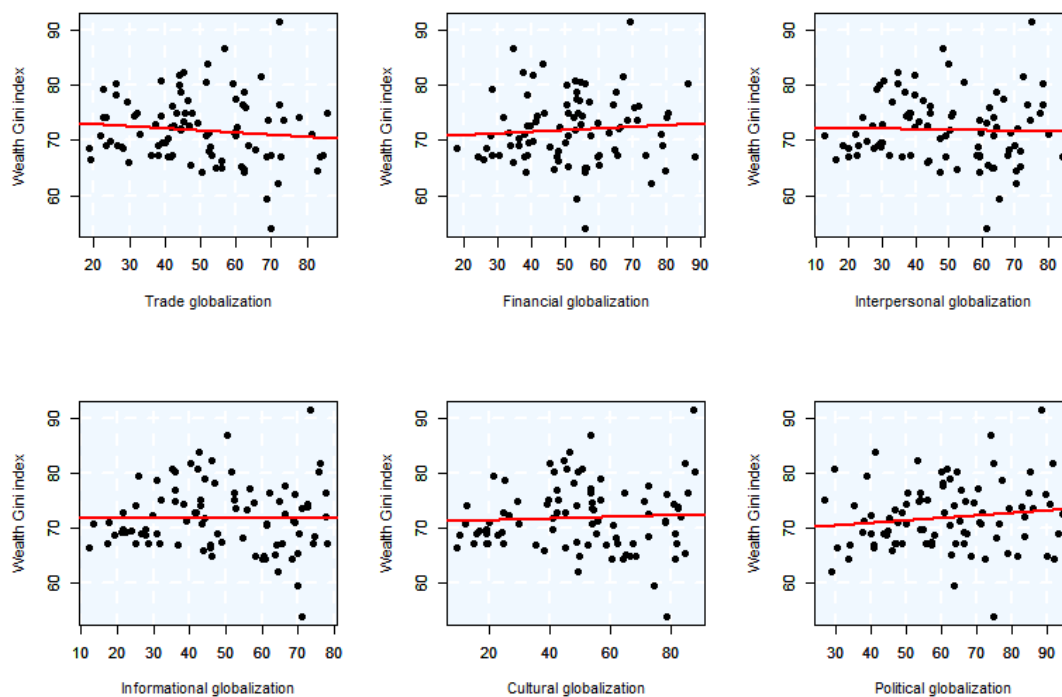 Wealth Gini index
90
80
70
60
20 30 40 50 60 70 80
Trade globalization
Wealth Gini index
90
80
70
60
20 30 40 50 60 70 80 90
Financial globalization
Wealth Gini index
90
80
70
60
10 20 30 40 50 60 70 80
Interpersonal globalization
Wealth Gini index
90
80
70
60
10 20 30 40 50 60 70 80
Informational globalization
Wealth Gini index
90
80
70
60
20 40 60 80
Cultural globalization
Wealth Gini index
90
80
70
60
30 40 50 60 70 80 90
Political globalization